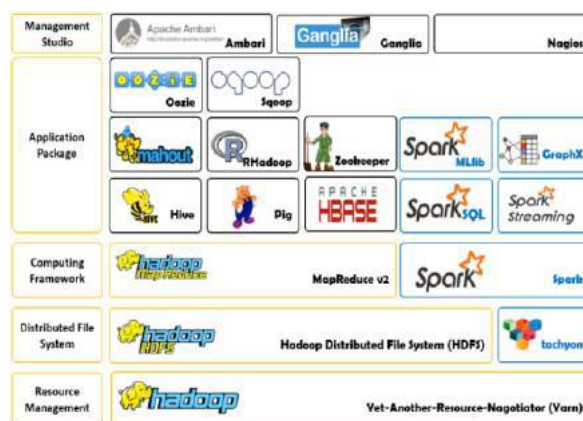 Management
Studio
Apache Ambari
Ambari
Ganglia
Ganglia
Nagios
Application
Package
OOZIE
Oozie
sqoop
Sqoop
mahout
R
RHadoop
Zookeeper
Spark
MLlib
GraphX
HIVE
Hive
Pig
APACHE
HBASE
Spark
SQL
Spark
Streaming
Computing
Framework
hadoop
Map Reduce
MapReduce v2
Spark
Spark
Distributed File
System
hadoop
HDFS
Hadoop Distributed File System (HDFS)
tachyon
Resource
Management
hadoop
Yet-Another-Resource-Nagotiator (Yarn)